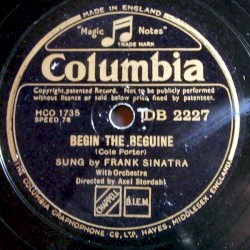 MADE IN ENGLAND
"Magic Notes"
TRADE MARK
Columbia
Copyright, patented Record. Not to be publicly performed
without licence or sold below price fixed by patentees.
HCO 1735
SPEED 78
DB 2227
BEGIN THE BEGUINE
(Cole Porter)
SUNG by FRANK SINATRA
With Orchestra
Directed by Axel Stordahl
CHAPPELL
B.I.E.M.
COLUMBIA GRAPHOPHONE CO LTD, HAYES, MIDDLESEX, ENGLAND